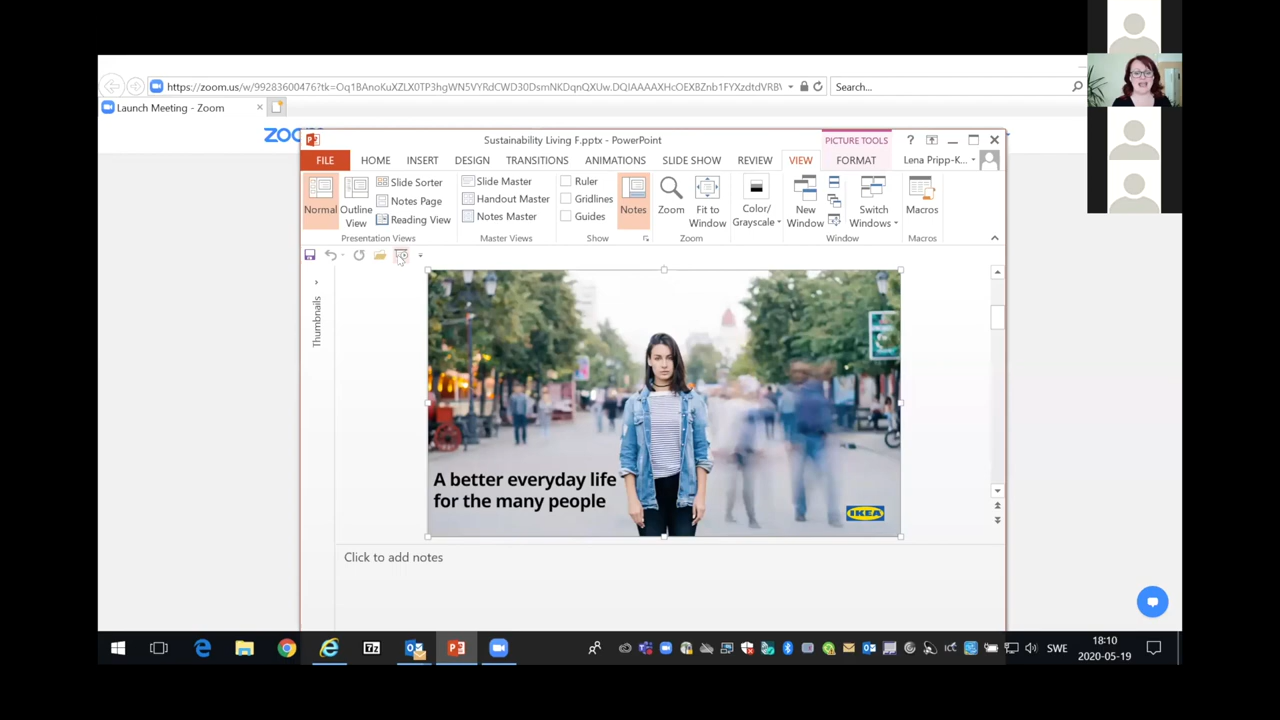 https://zoom.us/w/99283600476?tk=
Search...
Launch Meeting - Zoom
Sustainability Living F.pptx - PowerPoint
PICTURE TOOLS
?
FILE
HOME
INSERT
DESIGN
TRANSITIONS
ANIMATIONS
SLIDE SHOW
REVIEW
VIEW
FORMAT
Lena Pripp-K...
Normal
Outline View
Slide Sorter
Notes Page
Reading View
Presentation Views
Slide Master
Handout Master
Notes Master
Master Views
Ruler
Gridlines
Guides
Show
Notes
Zoom
Fit to Window
Zoom
Color/ Grayscale
New Window
Switch Windows
Window
Macros
Macros
Thumbnails
A better everyday life
for the many people
IKEA
Click to add notes
SWE
18:10
2020-05-19